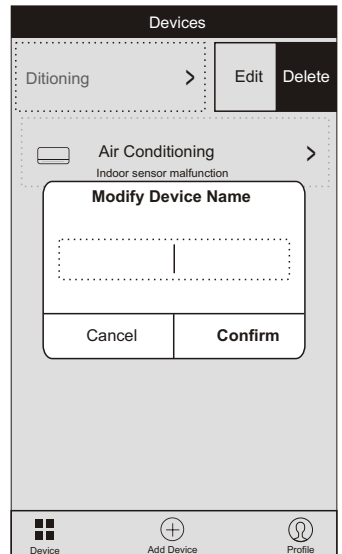 Devices
Ditioning > Edit Delete
Air Conditioning >
Indoor sensor malfunction
Modify Device Name
Cancel Confirm
Device Add Device Profile